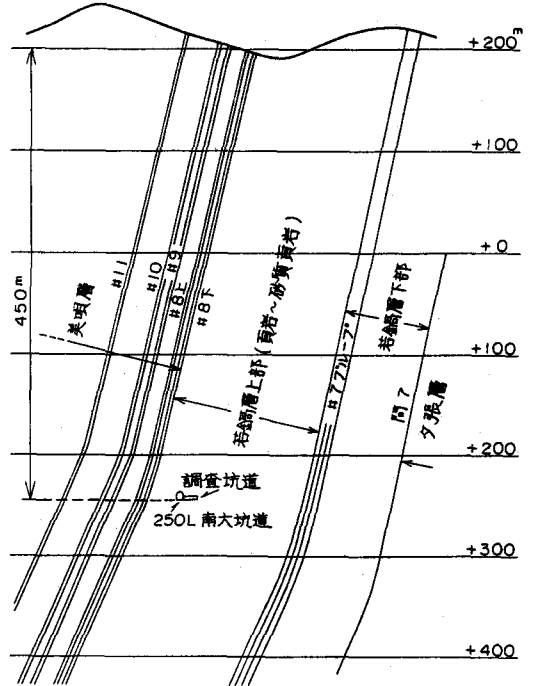 +200m
+100
+0
+100
+200
+300
+400
450m
美唄層
#11
#10
#9
#8上
#8下
若鍋層上部(頁岩~砂質頁岩)
#7グループ
若鍋層下部
間ア
夕張層
調査坑道
250L 南大坑道